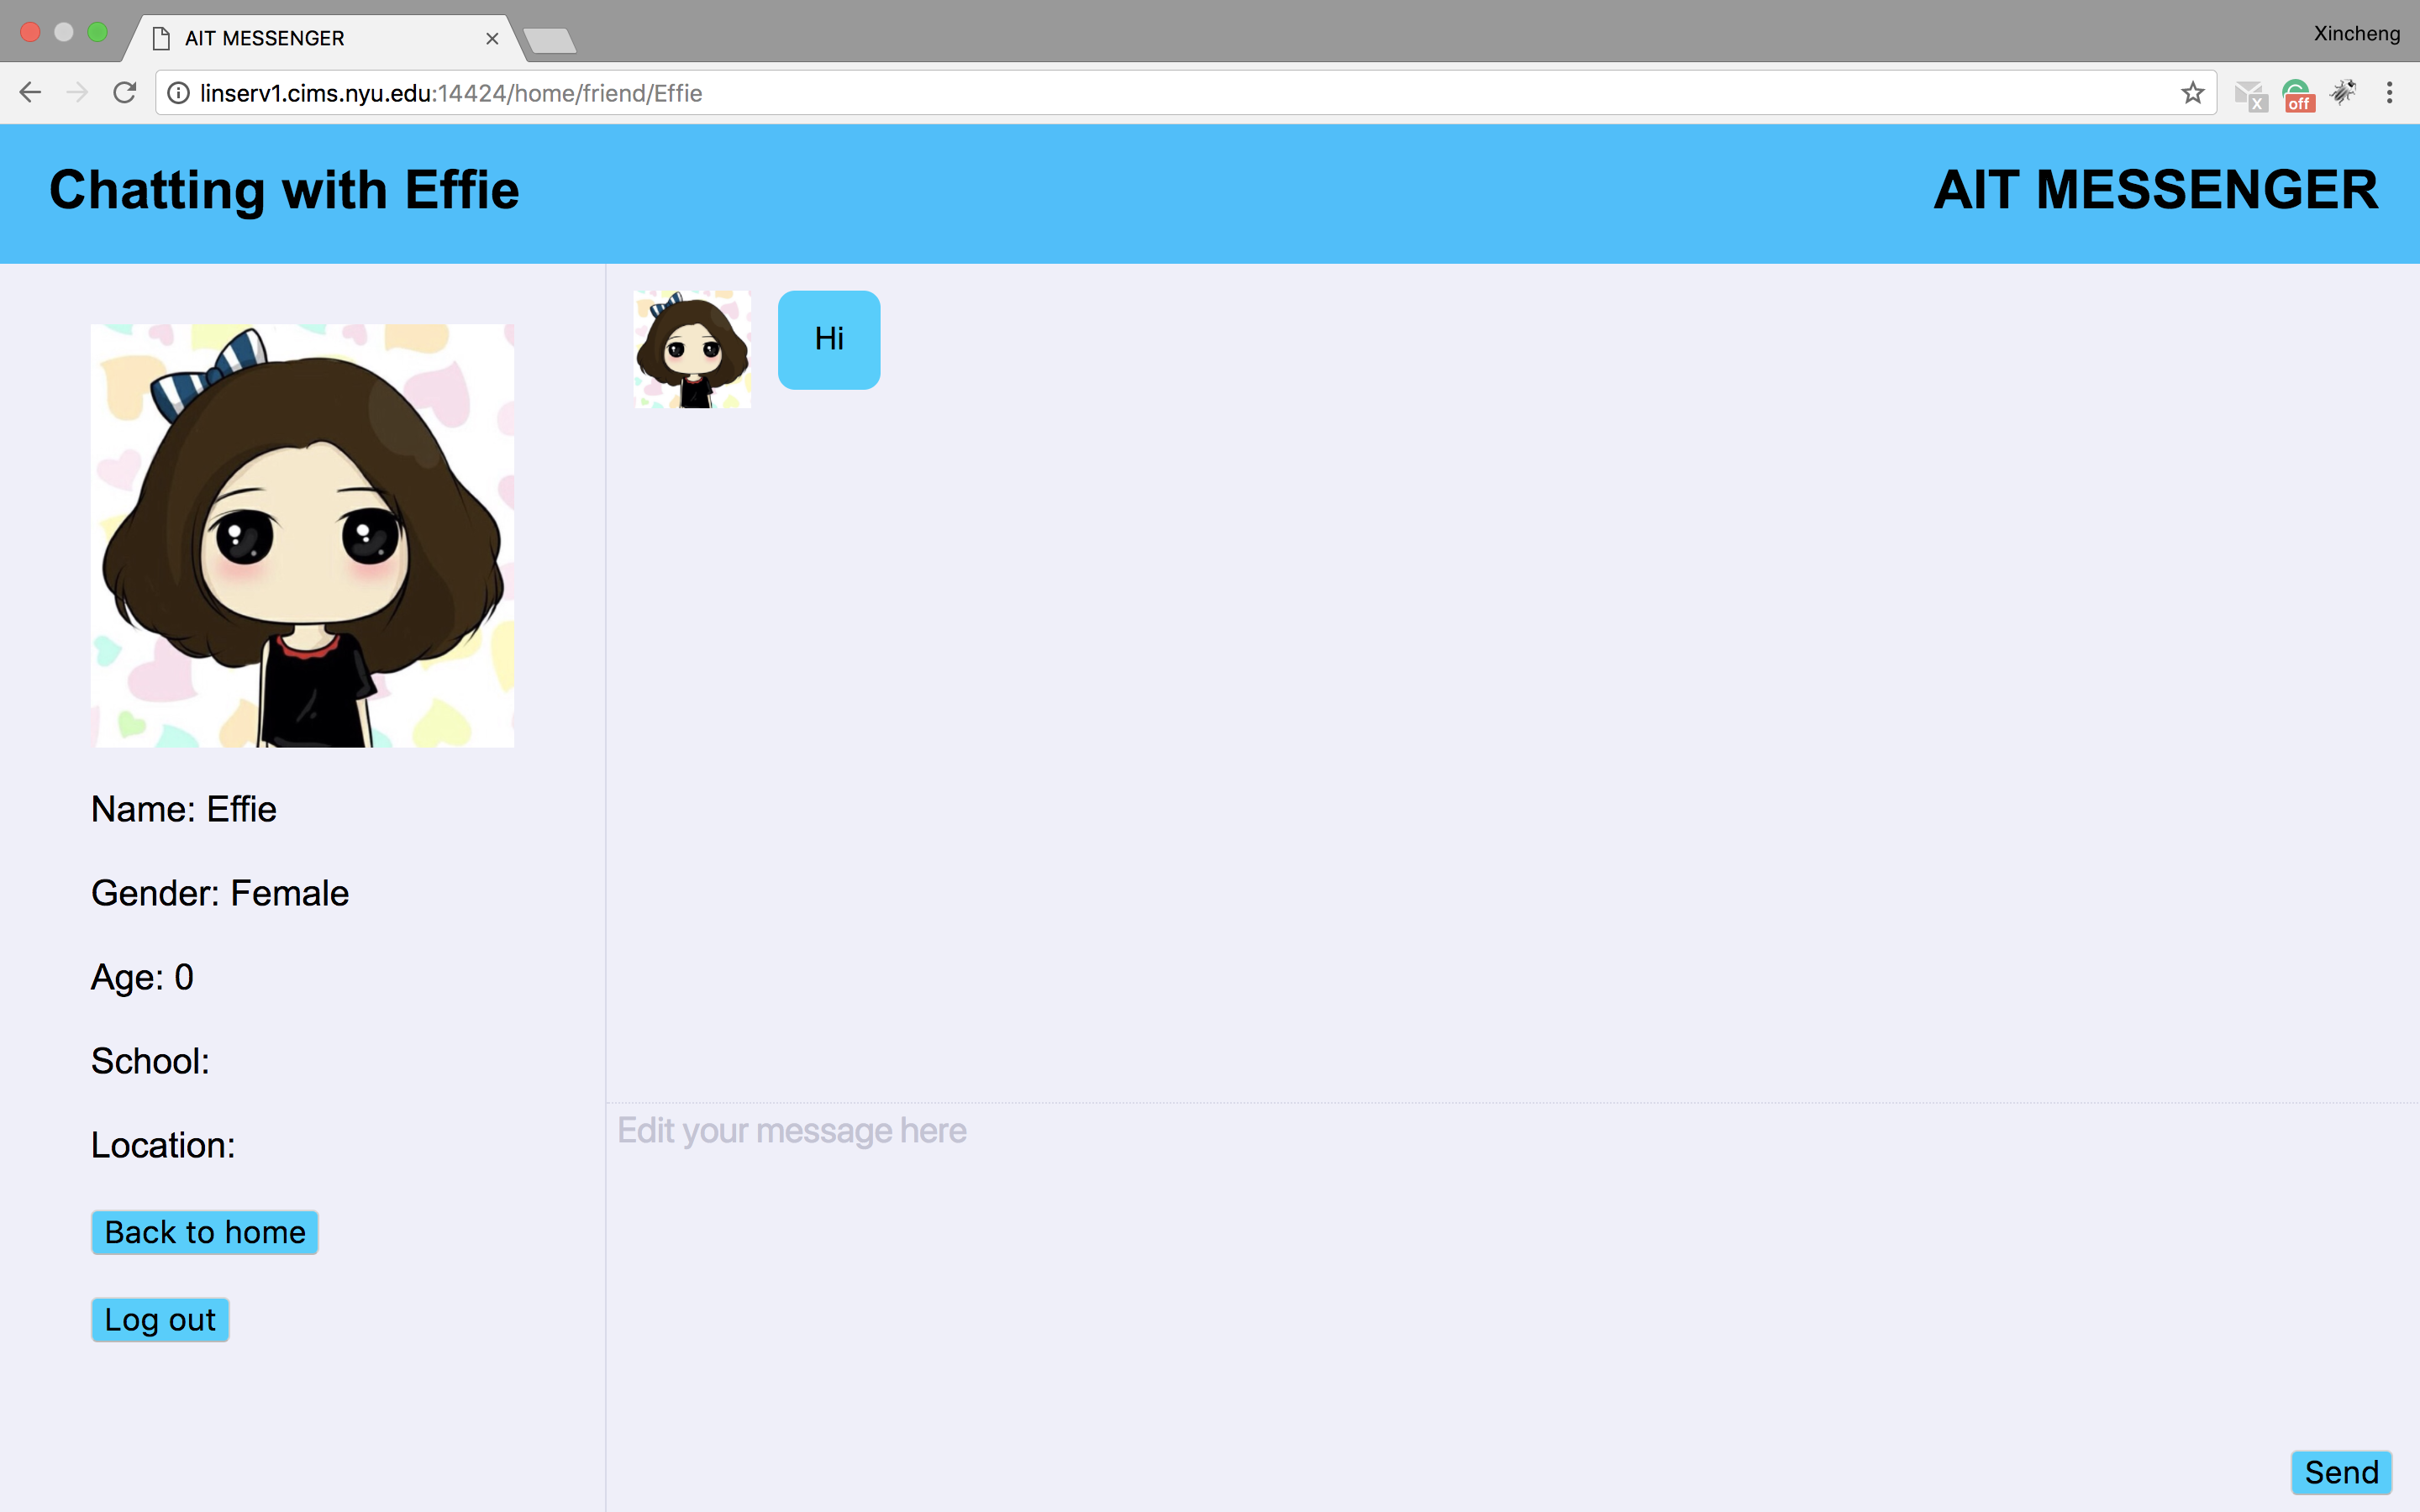 AIT MESSENGER
Xincheng
linserv1.cims.nyu.edu:14424/home/friend/Effie
X
off
Chatting with Effie
AIT MESSENGER
Hi
Name: Effie
Gender: Female
Age: 0
School:
Location:
Back to home
Log out
Edit your message here
Send